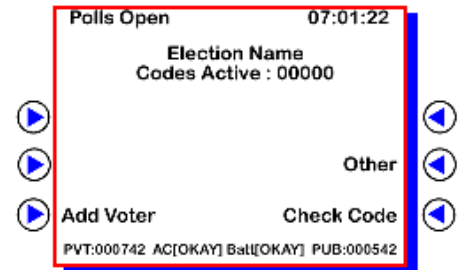 Polls Open 07:01:22
Election Name
Codes Active : 00000
Other
Add Voter Check Code
PVT:000742 AC[OKAY] Batt[OKAY] PUB:000542